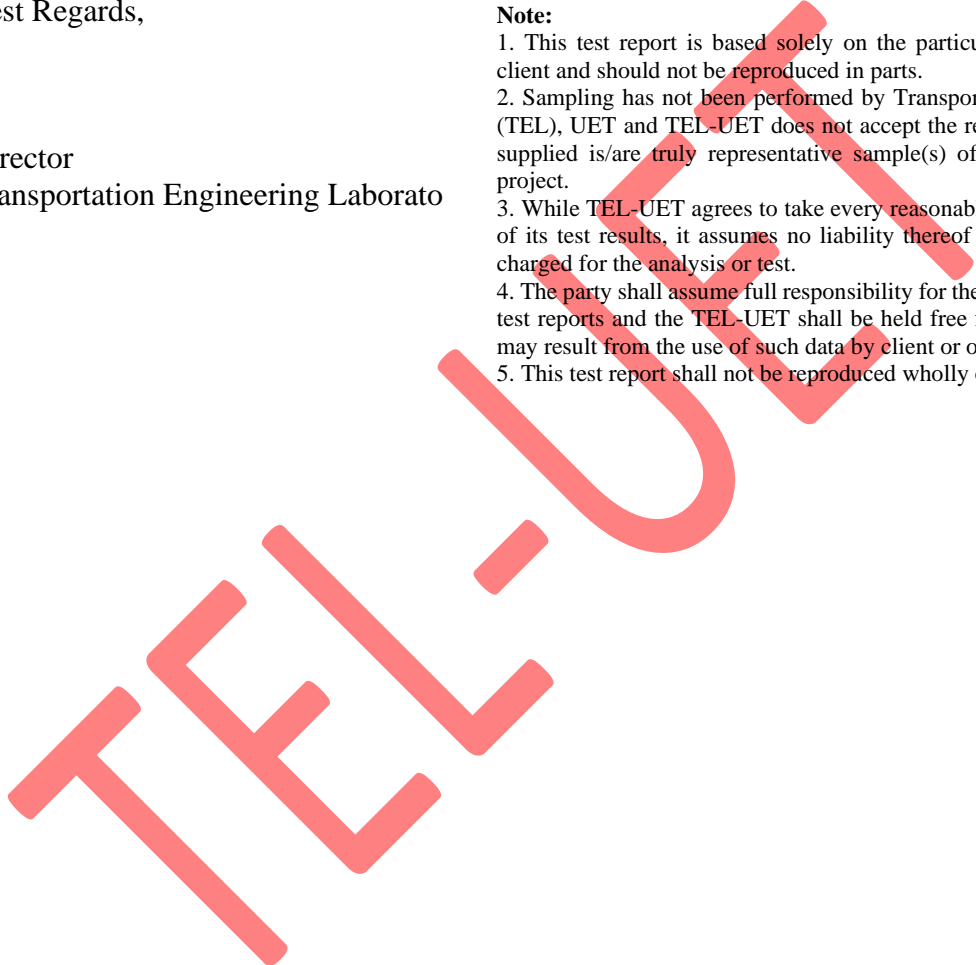 est Regards,
rector
ansportation Engineering Laborato
Note:
1. This test report is based solely on the particu
client and should not be reproduced in parts.
2. Sampling has not been performed by Transpor
(TEL), UET and TEL-UET does not accept the re
supplied is/are truly representative sample(s) of
project.
3. While TEL-UET agrees to take every reasonabl
of its test results, it assumes no liability thereof
charged for the analysis or test.
4. The party shall assume full responsibility for the
test reports and the TEL-UET shall be held free
may result from the use of such data by client or o
5. This test report shall not be reproduced wholly
TEL-UET